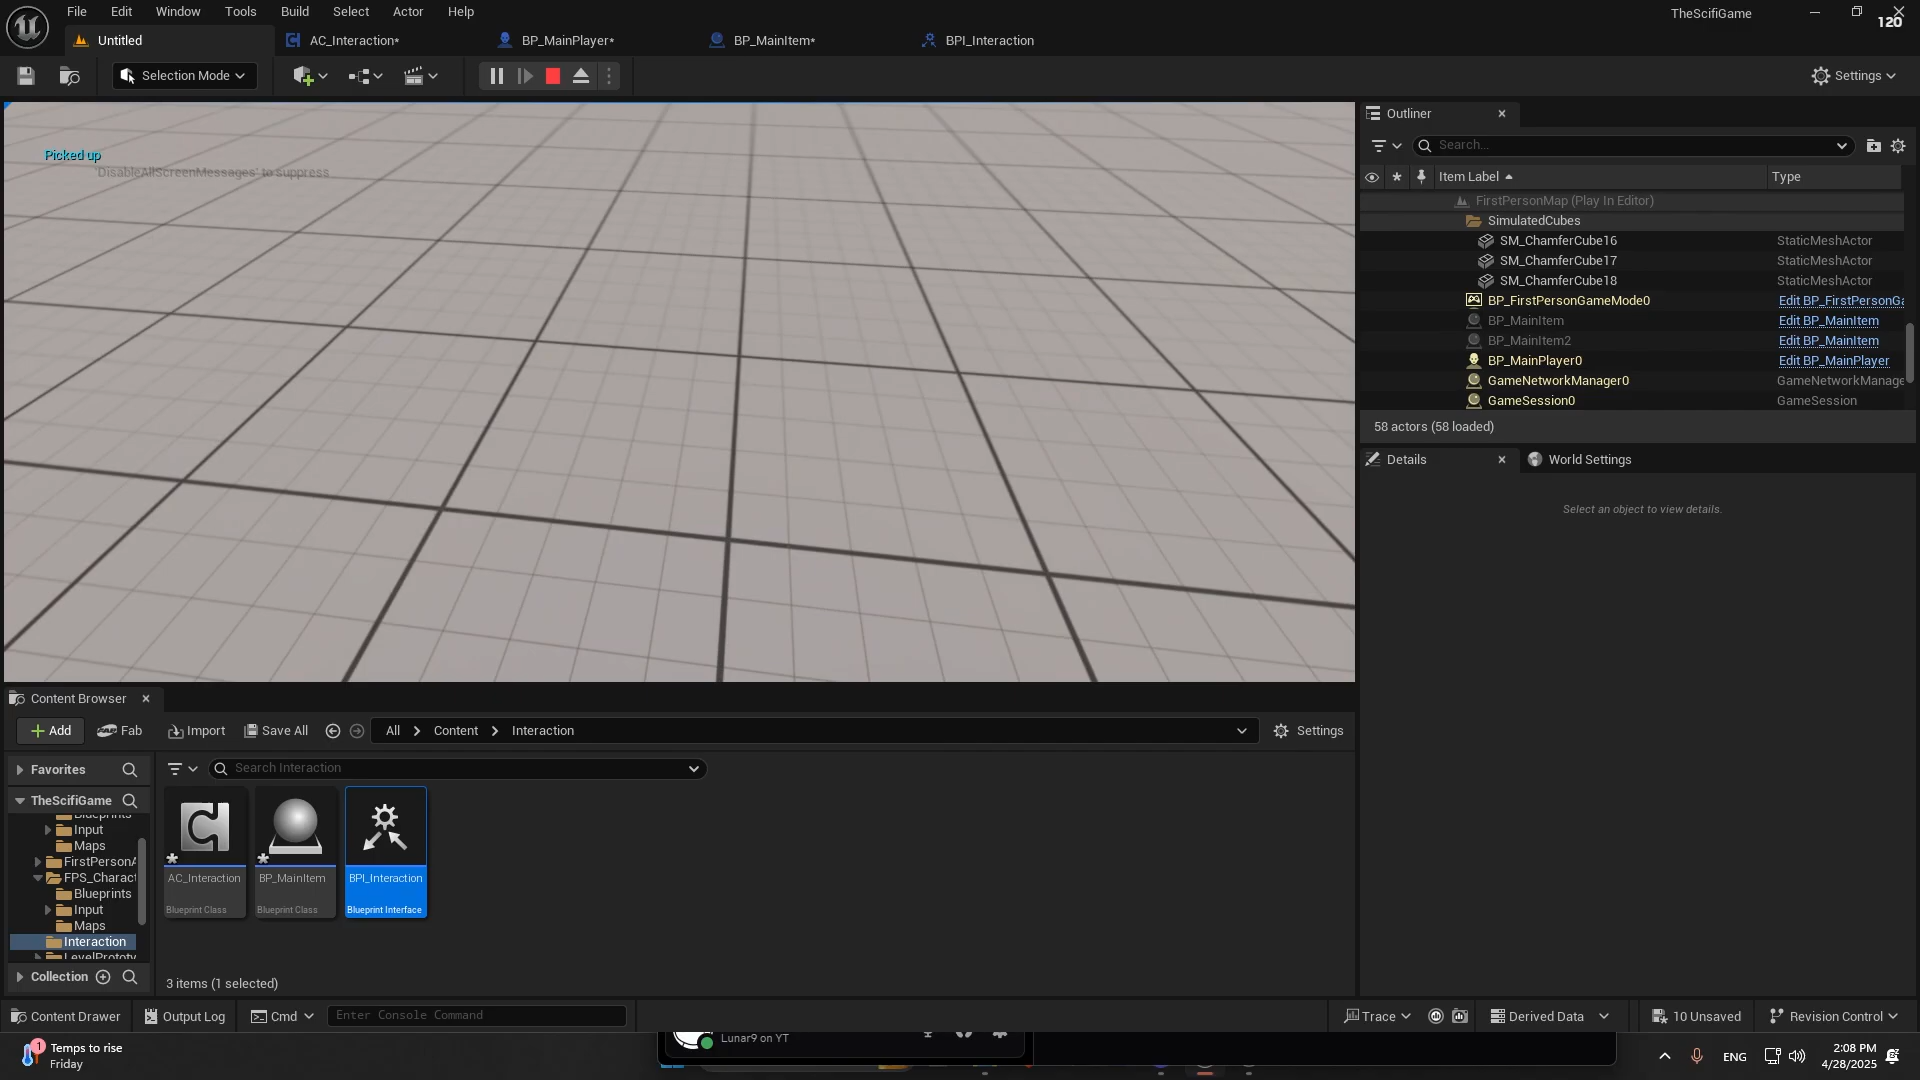 File Edit Window Tools Build Select Actor Help
TheScifiGame
120
Untitled
AC_Interaction*
BP_MainPlayer*
BP_MainItem*
BPI_Interaction
Selection Mode
Settings
Picked up
'DisableAllScreenMessages' to suppress
Outliner
Search...
Item Label
Type
FirstPersonMap (Play In Editor)
SimulatedCubes
SM_ChamferCube16 StaticMeshActor
SM_ChamferCube17 StaticMeshActor
SM_ChamferCube18 StaticMeshActor
BP_FirstPersonGameMode0 Edit BP_FirstPersonGa
BP_MainItem Edit BP_MainItem
BP_MainItem2 Edit BP_MainItem
BP_MainPlayer0 Edit BP_MainPlayer
GameNetworkManager0 GameNetworkManage
GameSession0 GameSession
58 actors (58 loaded)
Details
World Settings
Select an object to view details.
Content Browser
Add
Fab
Import
Save All
All
Content
Interaction
Settings
Favorites
Search Interaction
TheScifiGame
Blueprints
Input
Maps
FirstPersonA
FPS_Charact
Blueprints
Input
Maps
Interaction
LevelPrototy
Collection
AC_Interaction
Blueprint Class
BP_MainItem
Blueprint Class
BPI_Interaction
Blueprint Interface
3 items (1 selected)
Content Drawer
Output Log
Cmd
Enter Console Command
Trace
Derived Data
10 Unsaved
Revision Control
Lunar9 on YT
1
Temps to rise
Friday
ENG
2:08 PM
4/28/2025